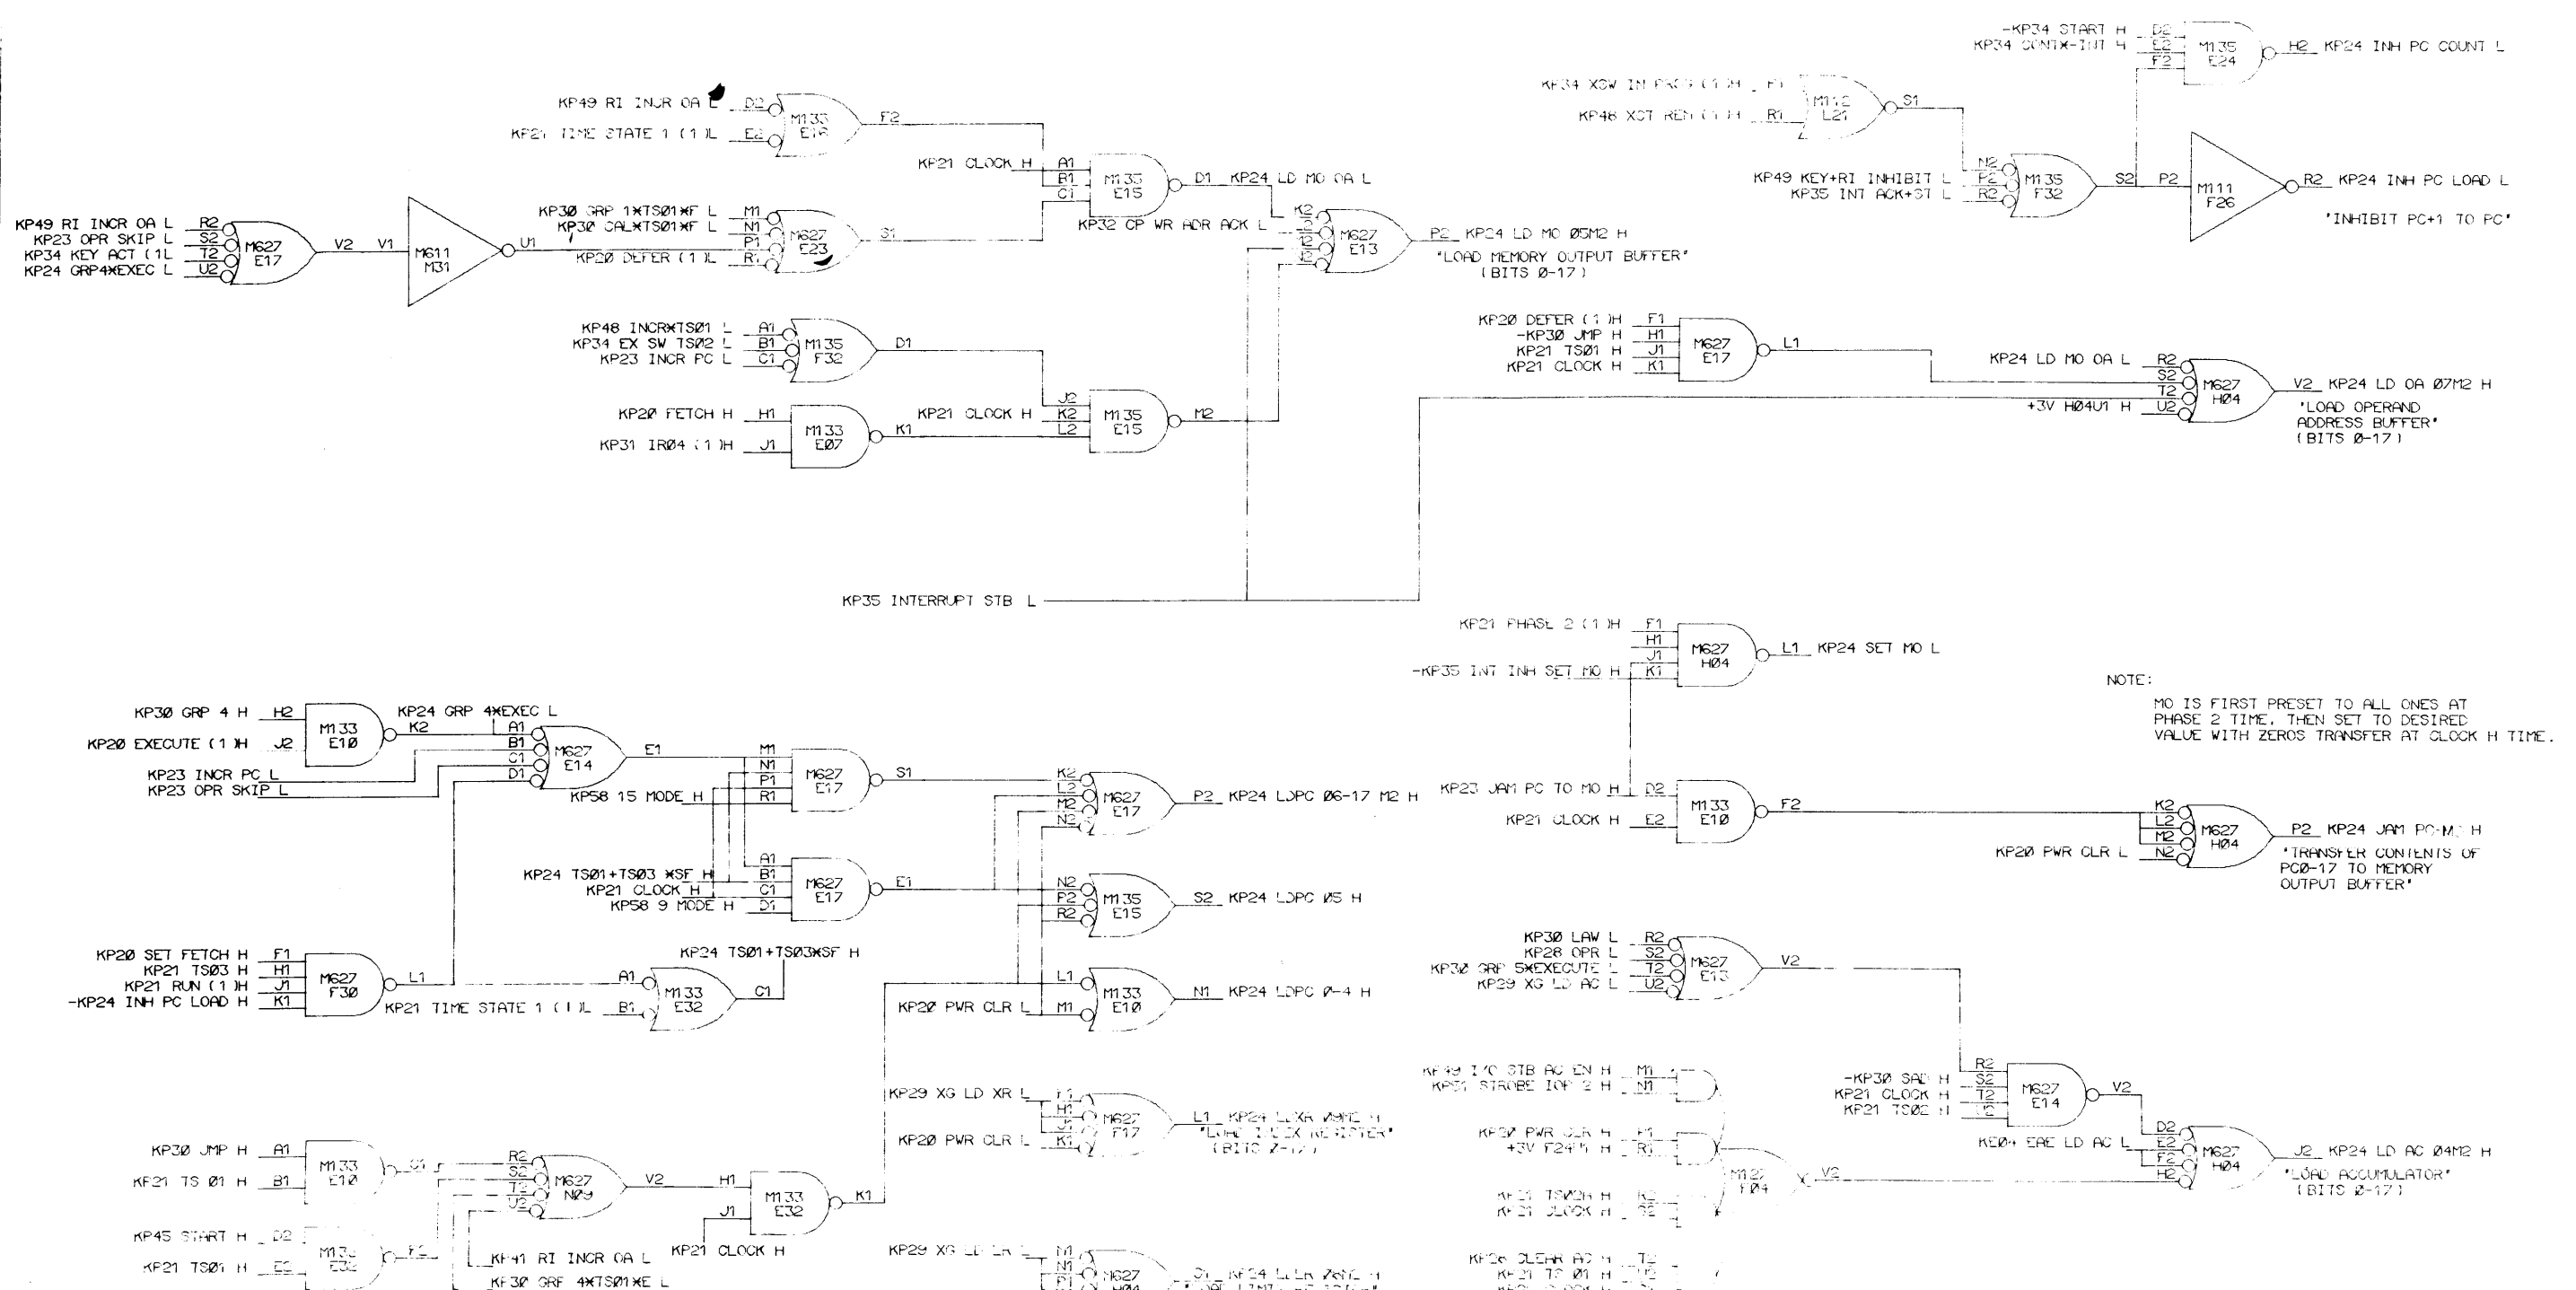 -KP34 START H D2
E2
F2
M135
E24
H2 KP24 INH PC COUNT L
R1
S1
N2
KP49 KEY+RI INHIBIT L P2
KP35 INT ACK+ST L R2
M135
F32
S2 P2
M111
F26
R2 KP24 INH PC LOAD L
"INHIBIT PC+1 TO PC"
KP49 RI INCR OA L D2
KP21 TIME STATE 1 (1)L E2
M133
F2
KP21 CLOCK H A1
B1
C1
M135
E15
D1 KP24 LD MO OA L
KP49 RI INCR OA L R2
KP23 OPR SKIP L S2
KP34 KEY ACT (1L T2
KP24 GRP4*EXEC L U2
M627
E17
V2 V1
M611
M31
U1
KP30 GRP 1*TS01*F L M1
KP30 CAL*TS01*F L N1
P1
KP20 DEFER (1)L R1
M627
E23
S1
KP32 CP WR ADR ACK L
K2
M627
E13
P2 KP24 LD MO 05M2 H
"LOAD MEMORY OUTPUT BUFFER"
(BITS 0-17)
KP48 INCR*TS01 L A1
KP34 EX SW TS02 L B1
KP23 INCR PC L C1
M135
F32
D1
KP20 FETCH H H1
KP31 IR04 (1)H J1
M133
E07
K1
J2
KP21 CLOCK H K2
L2
M135
E15
M2
KP20 DEFER (1)H F1
-KP30 JMP H H1
KP21 TS01 H J1
KP21 CLOCK H K1
M627
E17
L1
KP24 LD MO OA L R2
S2
T2
+3V H04U1 H U2
M627
H04
V2 KP24 LD OA 07M2 H
"LOAD OPERAND
ADDRESS BUFFER"
(BITS 0-17)
KP35 INTERRUPT STB L
KP21 PHASE 2 (1)H F1
H1
J1
-KP35 INT INH SET MO H K1
M627
H04
L1 KP24 SET MO L
NOTE:
MO IS FIRST PRESET TO ALL ONES AT
PHASE 2 TIME, THEN SET TO DESIRED
VALUE WITH ZEROS TRANSFER AT CLOCK H TIME.
KP30 GRP 4 H H2
KP20 EXECUTE (1)H J2
M133
E10
KP24 GRP 4*EXEC L
K2
A1
B1
C1
D1
KP23 INCR PC L
KP23 OPR SKIP L
M627
E14
E1
M1
N1
P1
KP58 15 MODE H R1
M627
E17
S1
K2
L2
M2
N2
M627
E17
P2 KP24 LDPC 06-17 M2 H
KP23 JAM PC TO MO H D2
KP21 CLOCK H E2
M133
E10
F2
K2
L2
M2
KP20 PWR CLR L N2
M627
H04
P2 KP24 JAM
"TRANSFER CONTENTS OF
PC0-17 TO MEMORY
OUTPUT BUFFER"
A1
KP24 TS01+TS03 *SF H B1
KP21 CLOCK H C1
KP58 9 MODE H D1
M627
E17
E1
N2
P2
R2
M135
E15
S2 KP24 LDPC 05 H
KP20 SET FETCH H F1
KP21 TS03 H H1
KP21 RUN (1)H J1
-KP24 INH PC LOAD H K1
M627
F30
L1
A1
KP21 TIME STATE 1 (1)L B1
M133
E32
C1
KP24 TS01+TS03*SF H
L1
KP20 PWR CLR L M1
M133
E10
N1 KP24 LDPC 0-4 H
KP30 LAW L R2
KP28 OPR L S2
KP30 GRP 5*EXECUTE L T2
KP29 XG LD AC L U2
M627
E13
V2
R2
-KP30 SAD H S2
KP21 CLOCK H T2
KP21 TS02 H
M627
E14
V2
D2
KE04 EAE LD AC L E2
F2
H2
M627
H04
J2 KP24 LD AC 04M2 H
"LOAD ACCUMULATOR"
(BITS 0-17)
KP29 XG LD XR L
H1
KP20 PWR CLR L K1
M627
F17
L1
M1
N1
KP20 PWR CLR H
R1
V2
KP30 JMP H A1
KP21 TS 01 H B1
M133
E10
R2
S2
T2
U2
M627
N09
V2 H1
J1
KP21 CLOCK H
M133
E32
K1
KP45 START H D2
KP21 TS01 H
KP41 RI INCR OA L
KP30 GRP 4*TS01*E L
M627